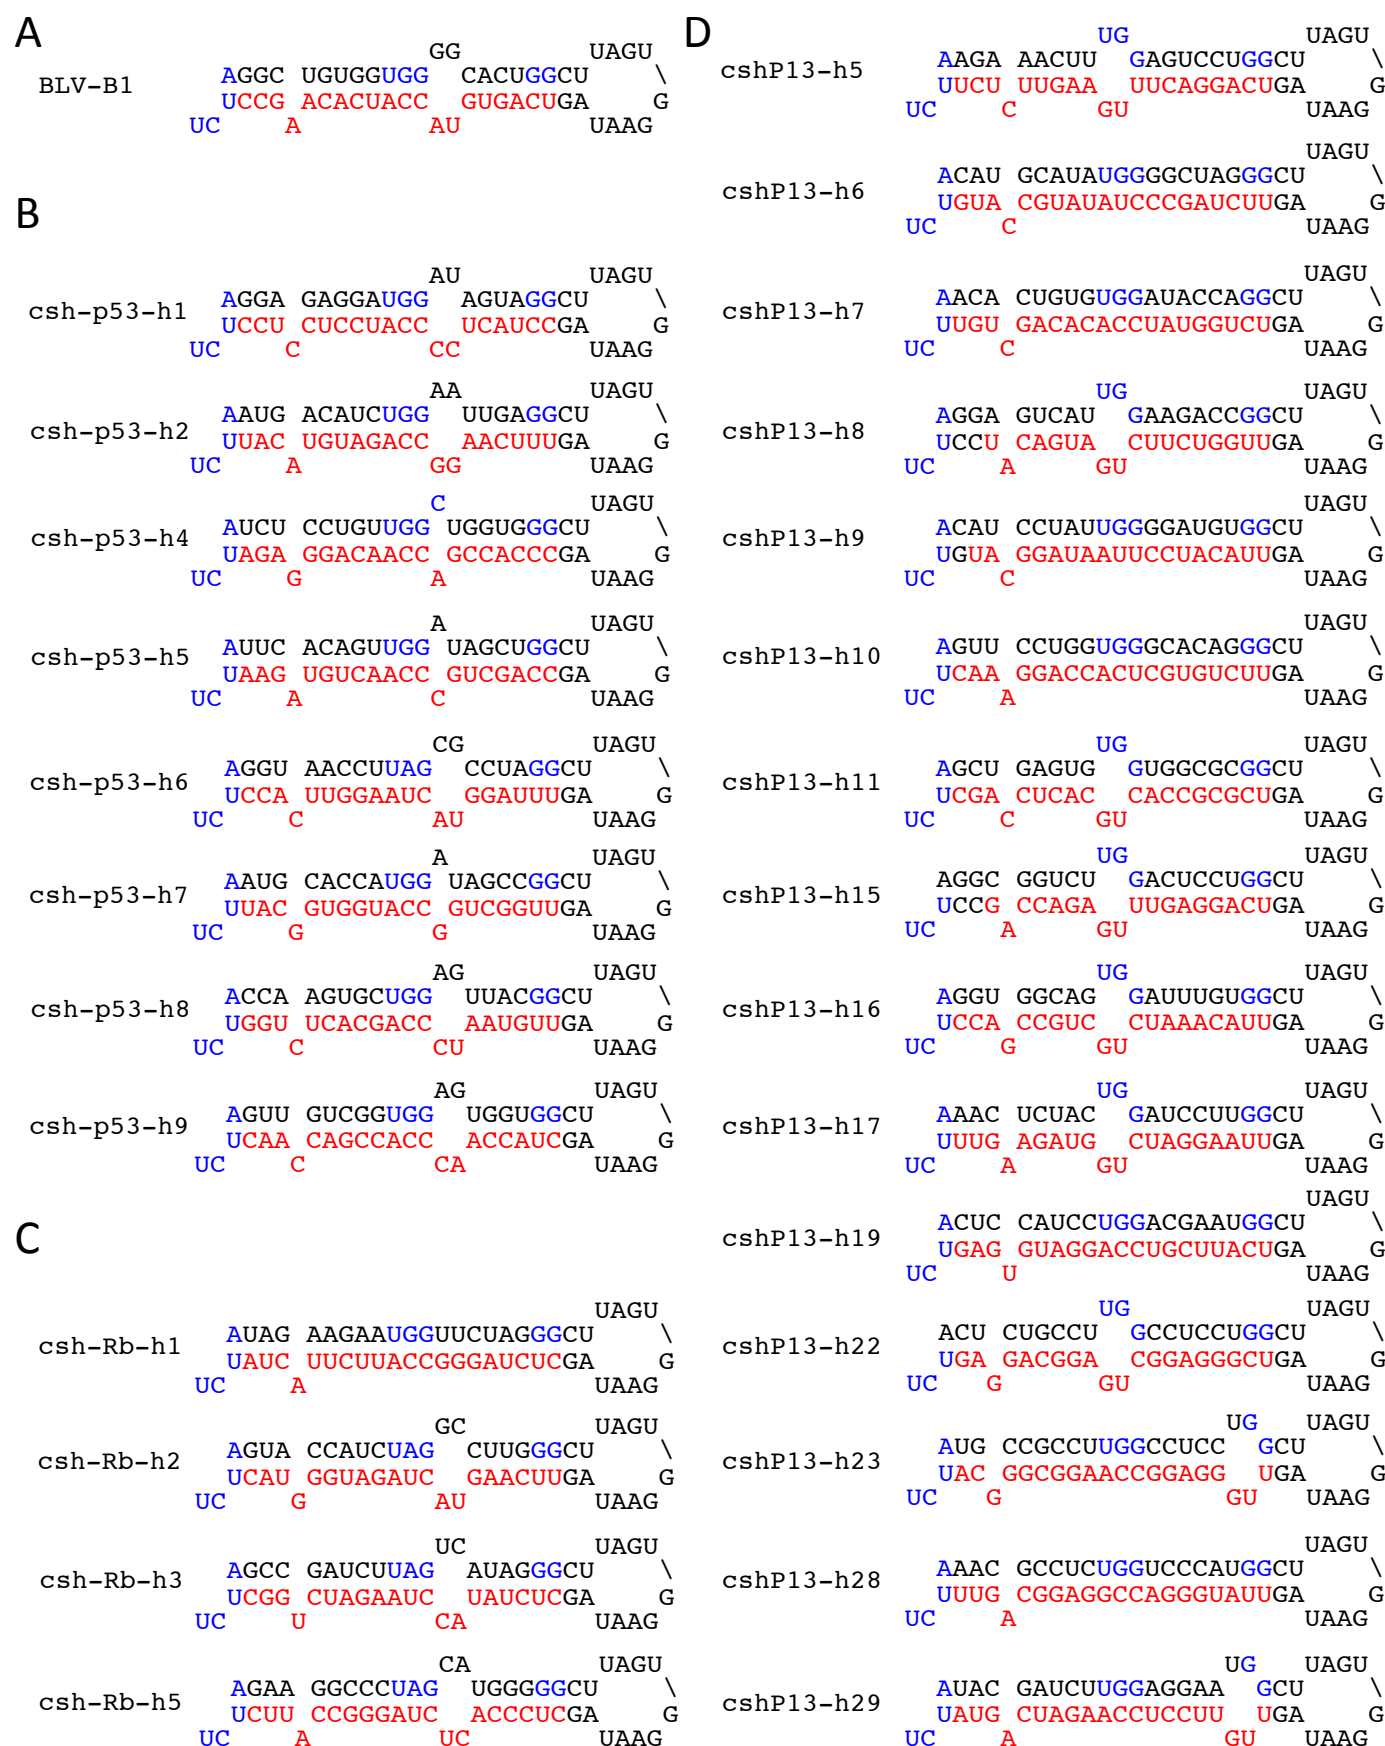 A
GG UAGU
AGGC UGUGGUGG CACUGGCU \
BLV-B1
UCCG ACACUACC GUGACUGA G
UC A AU UAAG
B
AU UAGU
AGGA GAGGAUGG AGUAGGCU \
csh-p53-h1
UCCU CUCCUACC UCAUCCGA G
UC C CC UAAG
AA UAGU
AAUG ACAUCUGG UUGAGGCU \
csh-p53-h2
UUAC UGUAGACC AACUUUGA G
UC A GG UAAG
C UAGU
AUCU CCUGUUGG UGGUGGGCU \
csh-p53-h4
UAGA GGACAACC GCCACCCGA G
UC G A UAAG
A UAGU
AUUC ACAGUUGG UAGCUGGCU \
csh-p53-h5
UAAG UGUCAACC GUCGACCGA G
UC A C UAAG
CG UAGU
AGGU AACCUUAG CCUAGGCU \
csh-p53-h6
UCCA UUGGAAUC GGAUUUGA G
UC C AU UAAG
A UAGU
AAUG CACCAUGG UAGCCGGCU \
csh-p53-h7
UUAC GUGGUACC GUCGGUUGA G
UC G G UAAG
AG UAGU
ACCA AGUGCUGG UUACGGCU \
csh-p53-h8
UGGU UCACGACC AAUGUUGA G
UC C CU UAAG
AG UAGU
AGUU GUCGGUGG UGGUGGCU \
csh-p53-h9
UCAA CAGCCACC ACCAUCGA G
UC C CA UAAG
C
UAGU
AUAG AAGAAUGGUUCUAGGGCU \
csh-Rb-h1
UAUC UUCUUACCGGGAUCUCGA G
UC A UAAG
GC UAGU
AGUA CCAUCUAG CUUGGGCU \
csh-Rb-h2
UCAU GGUAGAUC GAACUUGA G
UC G AU UAAG
UC UAGU
AGCC GAUCUUAG AUAGGGCU \
csh-Rb-h3
UCGG CUAGAAUC UAUCUCGA G
UC U CA UAAG
CA UAGU
AGAA GGCCCUAG UGGGGGCU \
csh-Rb-h5
UCUU CCGGGAUC ACCCUCGA G
UC A UC UAAG
D
UG UAGU
AAGA AACUU GAGUCCUGGCU \
cshP13-h5
UUCU UUGAA UUCAGGACUGA G
UC C GU UAAG
UAGU
ACAU GCAUAUGGGGCUAGGGCU \
cshP13-h6
UGUA CGUAUAUCCCGAUCUUGA G
UC C UAAG
UAGU
AACA CUGUGUGGAUACCAGGCU \
cshP13-h7
UUGU GACACACCUAUGGUCUGA G
UC C UAAG
UG UAGU
AGGA GUCAU GAAGACCGGCU \
cshP13-h8
UCCU CAGUA CUUCUGGUUGA G
UC A GU UAAG
UAGU
ACAU CCUAUUGGGGAUGUGGCU \
cshP13-h9
UGUA GGAUAAUUCCUACAUUGA G
UC C UAAG
UAGU
AGUU CCUGGUGGGCACAGGGCU \
cshP13-h10
UCAA GGACCACUCGUGUCUUGA G
UC A UAAG
UG UAGU
AGCU GAGUG GUGGCGCGGCU \
cshP13-h11
UCGA CUCAC CACCGCGCUGA G
UC C GU UAAG
UG UAGU
AGGC GGUCU GACUCCUGGCU \
cshP13-h15
UCCG CCAGA UUGAGGACUGA G
UC A GU UAAG
UG UAGU
AGGU GGCAG GAUUUGUGGCU \
cshP13-h16
UCCA CCGUC CUAAACAUUGA G
UC G GU UAAG
UG UAGU
AAAC UCUAC GAUCCUUGGCU \
cshP13-h17
UUUG AGAUG CUAGGAAUUGA G
UC A GU UAAG
UAGU
ACUC CAUCCUGGACGAAUGGCU \
cshP13-h19
UGAG GUAGGACCUGCUUACUGA G
UC U UAAG
UG UAGU
ACU CUGCCU GCCUCCUGGCU \
cshP13-h22
UGA GACGGA CGGAGGGCUGA G
UC G GU UAAG
UG UAGU
AUG CCGCCUUGGCCUCC GCU \
cshP13-h23
UAC GGCGGAACCGGAGG UGA G
UC G GU UAAG
UAGU
AAAC GCCUCUGGUCCCAUGGCU \
cshP13-h28
UUUG CGGAGGCCAGGGUAUUGA G
UC A UAAG
UG UAGU
AUAC GAUCUUGGAGGAA GCU \
cshP13-h29
UAUG CUAGAACCUCCUU UGA G
UC A GU UAAG